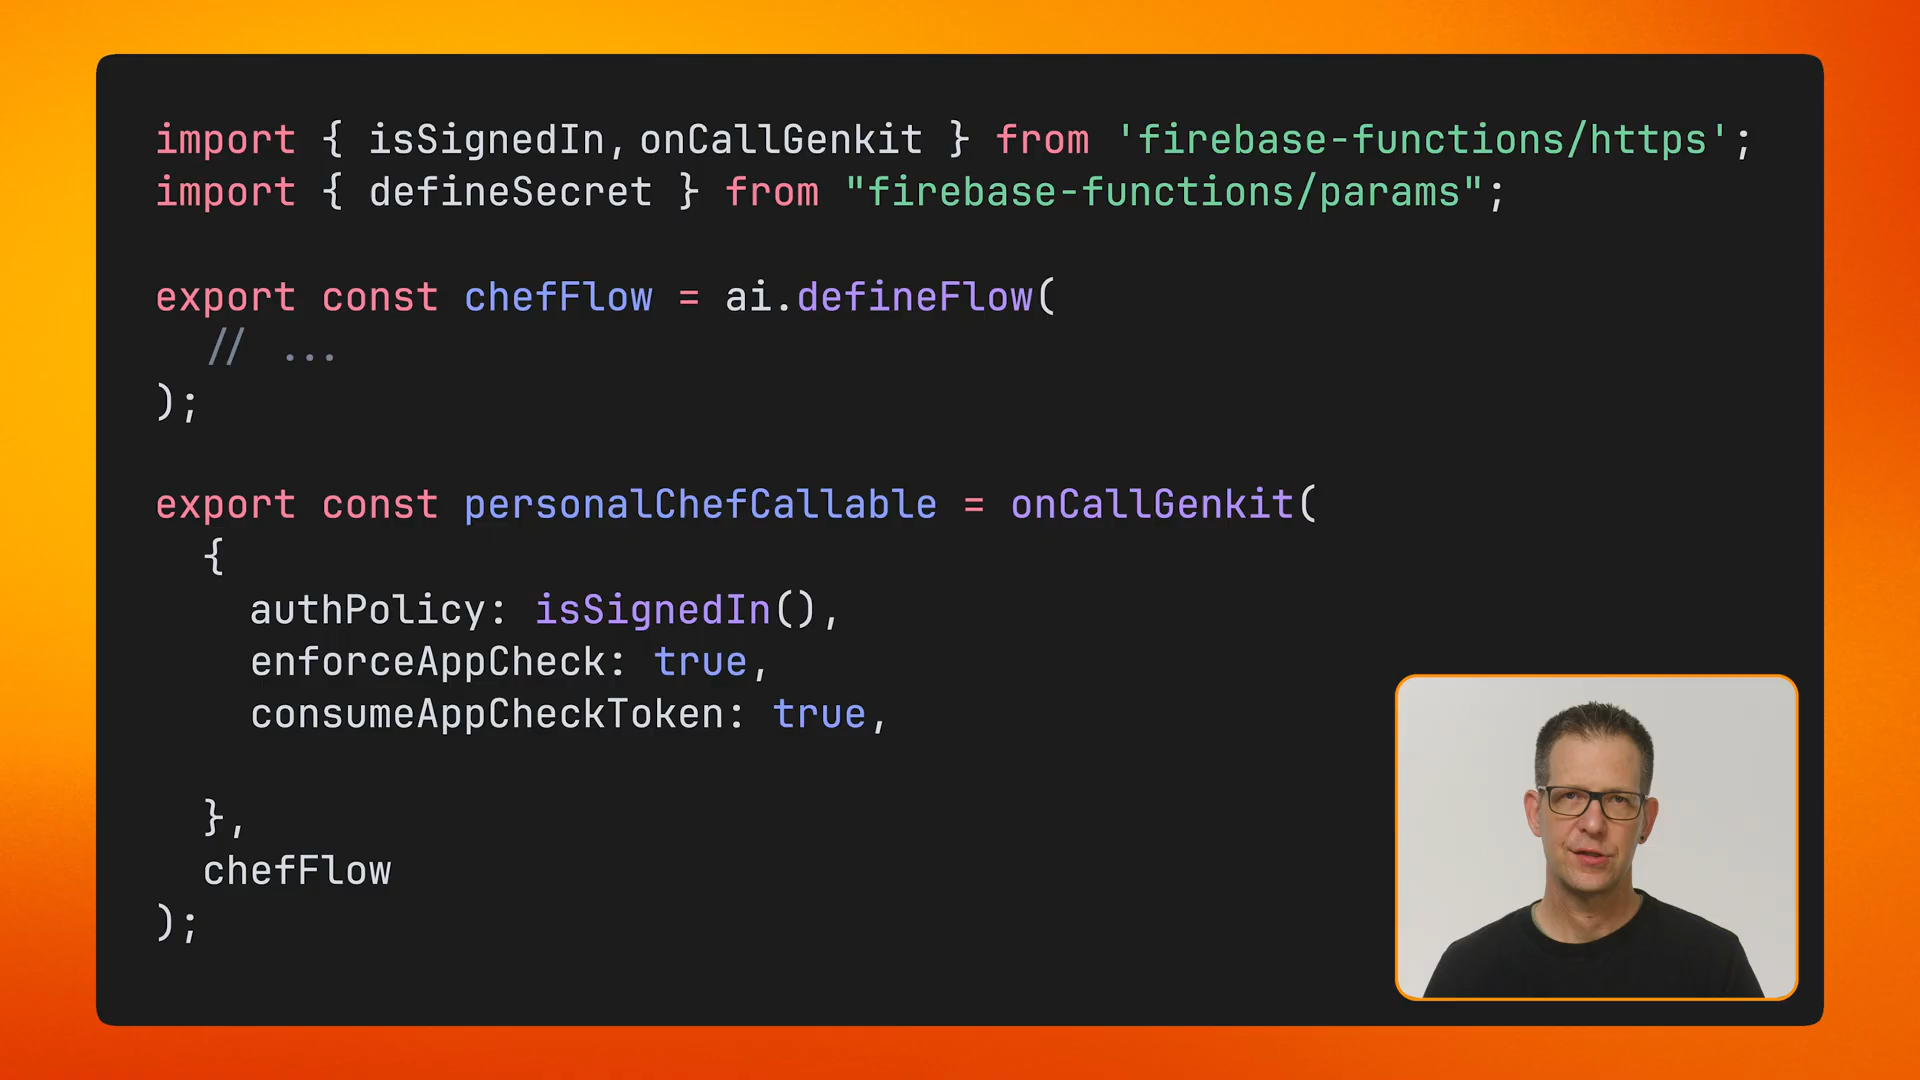 import { isSignedIn, onCallGenkit } from 'firebase-functions/https';
import { defineSecret } from "firebase-functions/params";
export const chefFlow = ai.defineFlow(
// ...
);
export const personalChefCallable = onCallGenkit(
{
authPolicy: isSignedIn(),
enforceAppCheck: true,
consumeAppCheckToken: true,
},
chefFlow
);